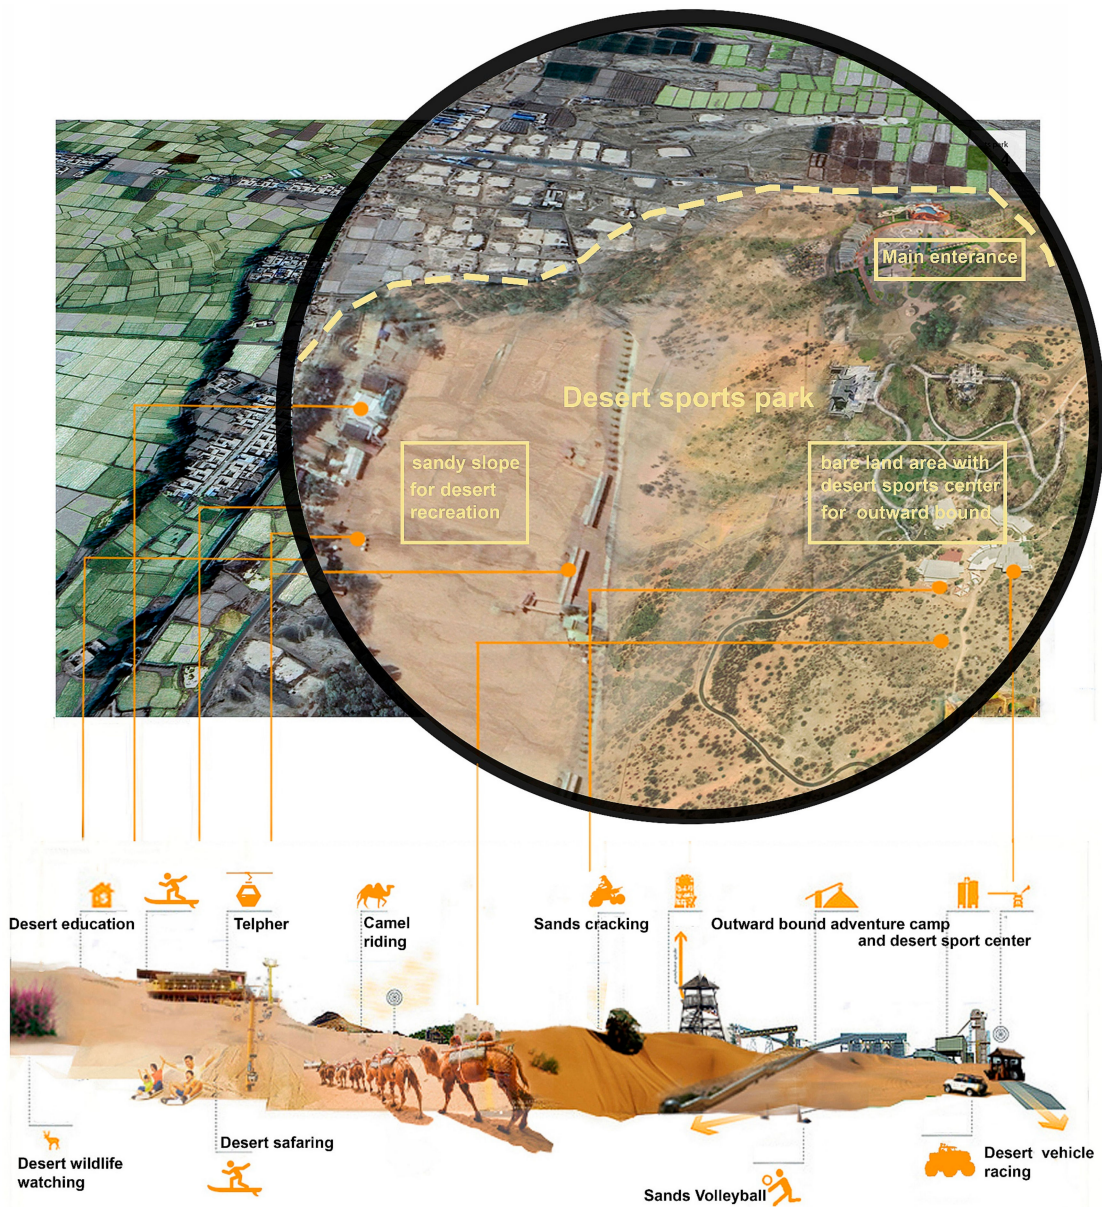 Main enterance
Desert sports park
sandy slope
for desert
recreation
bare land area with
desert sports center
for outward bound
Desert education
Telpher
Camel
riding
Sands cracking
Outward bound adventure camp
and desert sport center
Desert safaring
Desert wildlife
watching
Sands Volleyball
Desert vehicle
racing